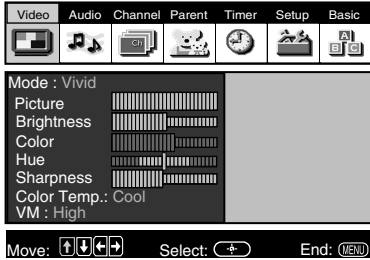 Video Audio Channel Parent Timer Setup Basic
Ch A B C
Mode : Vivid
Picture
Brightness
Color
Hue
Sharpness
Color Temp.: Cool
VM : High
Move: Select: End: MENU